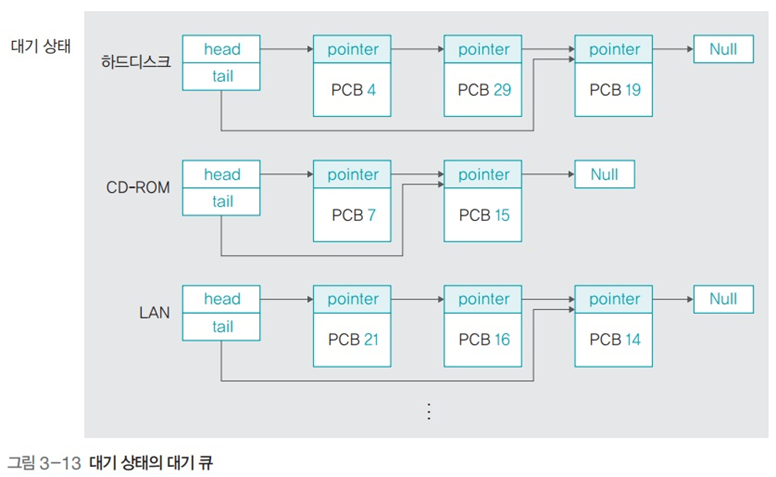 대기 상태
하드디스크
head
tail
pointer
PCB 4
pointer
PCB 29
pointer
PCB 19
Null
CD-ROM
head
tail
pointer
PCB 7
pointer
PCB 15
Null
LAN
head
tail
pointer
PCB 21
pointer
PCB 16
pointer
PCB 14
Null
⋮
그림 3-13 대기 상태의 대기 큐